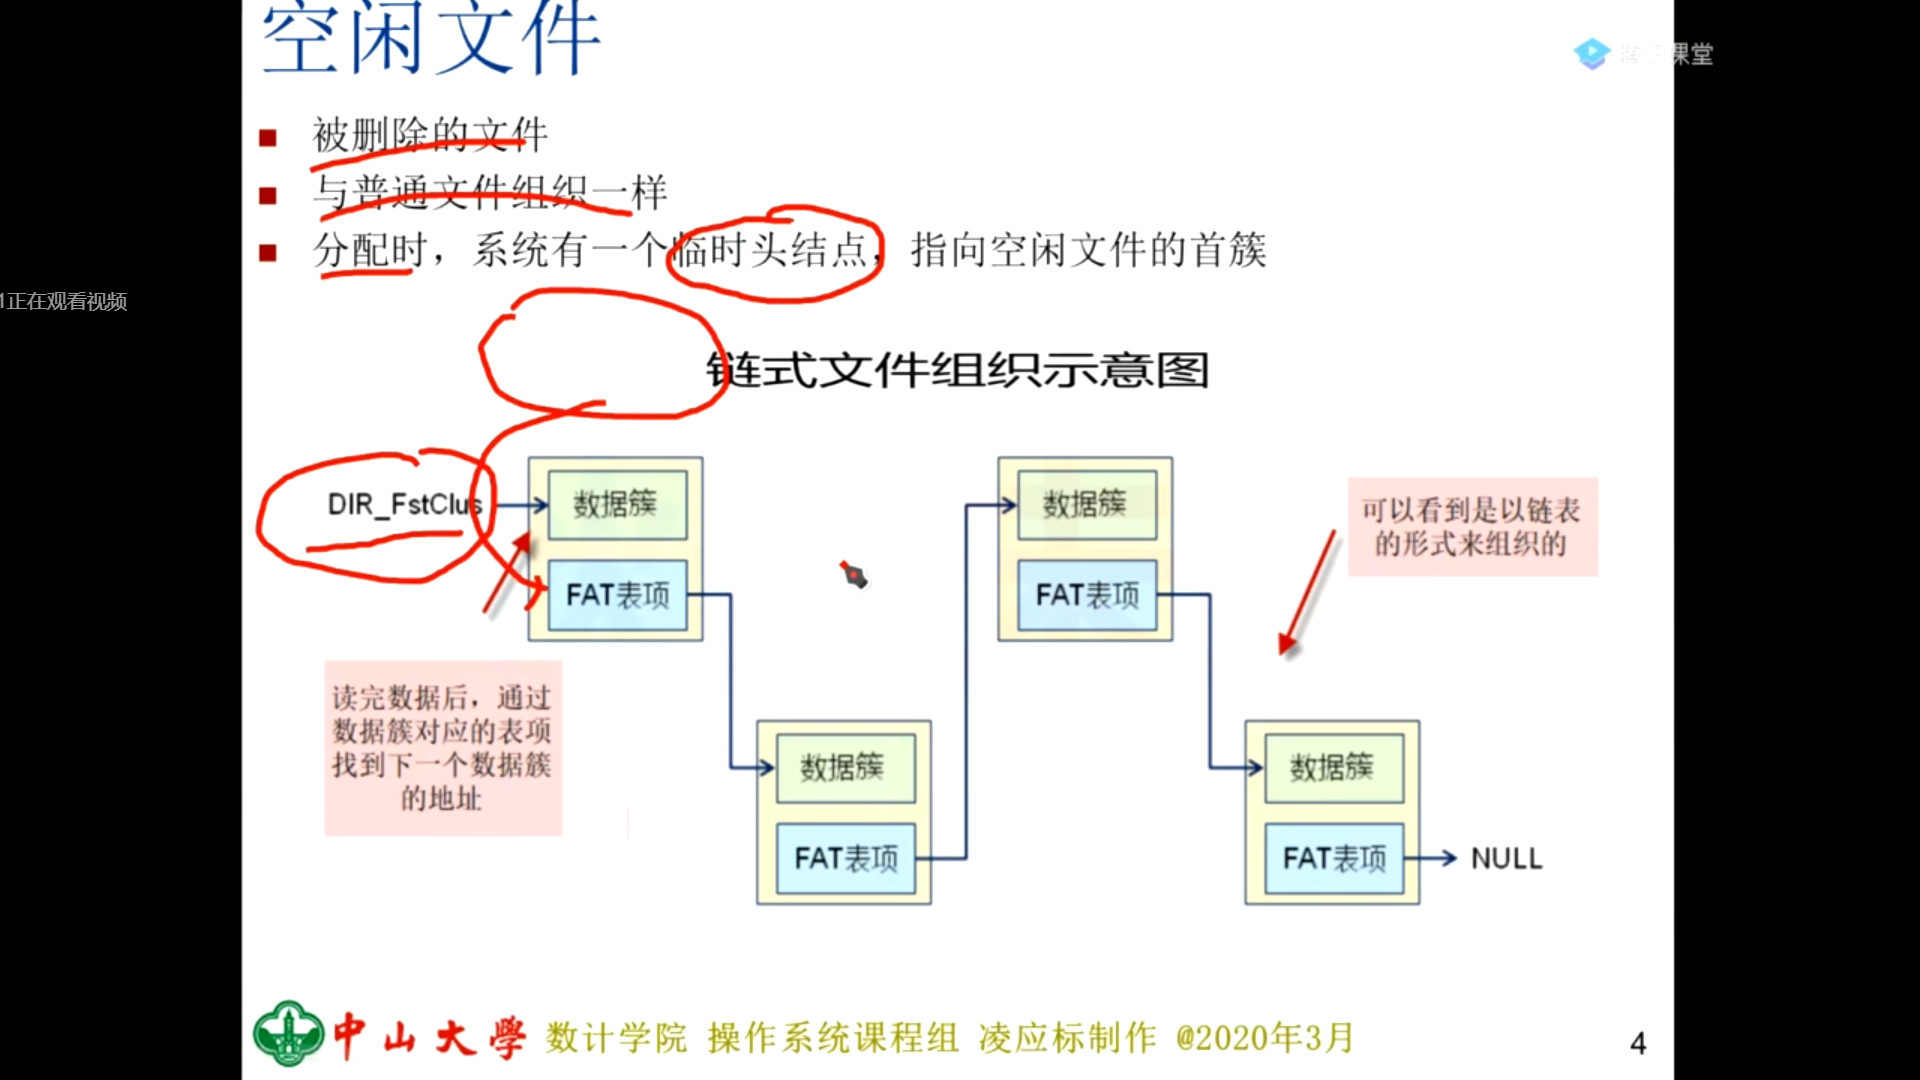 空闲文件
腾讯课堂
被删除的文件
与普通文件组织一样
分配时，系统有一个临时头结点，指向空闲文件的首簇
1正在观看视频
链式文件组织示意图
DIR_FstClus
数据簇
FAT表项
数据簇
FAT表项
可以看到是以链表
的形式来组织的
读完数据后，通过
数据簇对应的表项
找到下一个数据簇
的地址
数据簇
FAT表项
数据簇
FAT表项
NULL
中山大学 数计学院 操作系统课程组 凌应标制作 @2020年3月
4